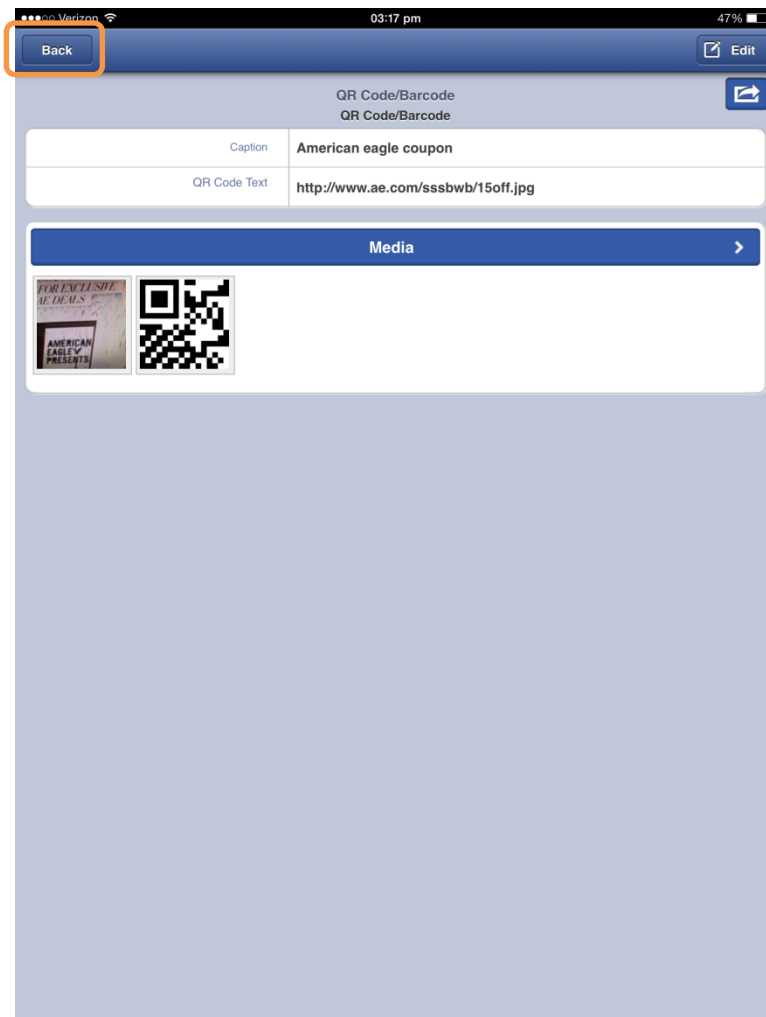 Verizon
03:17 pm
47%
Back
Edit
QR Code/Barcode
QR Code/Barcode
Caption
American eagle coupon
QR Code Text
http://www.ae.com/sssbwb/15off.jpg
Media
FOR EXCLUSIVE
AE DEALS
AMERICAN
EAGLE
PRESENTS